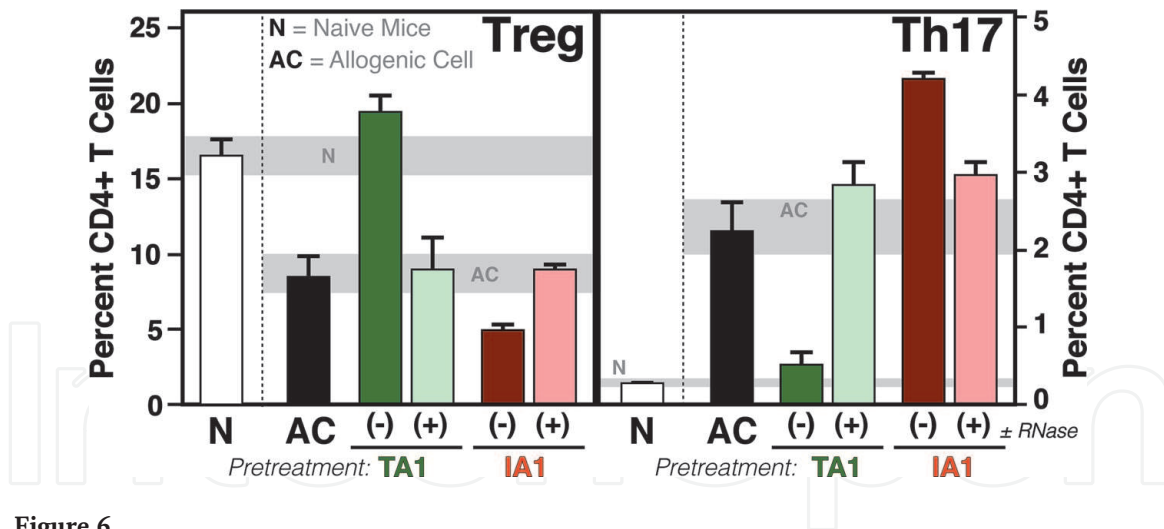 N = Naive Mice
AC = Allogenic Cell
Treg
Th17
Percent CD4+ T Cells
25
20
15
10
5
0
N
AC
N
AC
5
4
3
2
1
0
Percent CD4+ T Cells
N AC (-) (+) (-) (+) N AC (-) (+) (-) (+) ± RNase
Pretreatment: TA1 IA1 Pretreatment: TA1 IA1
Figure 6